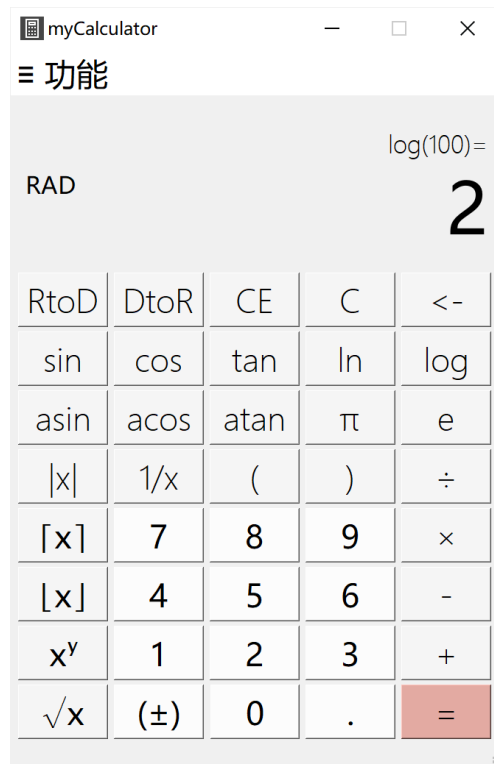 myCalculator
≡ 功能
log(100)=
RAD
2
RtoD DtoR CE C <-
sin cos tan ln log
asin acos atan π e
|x| 1/x ( ) ÷
⌈x⌉ 7 8 9 ×
⌊x⌋ 4 5 6 -
xʸ 1 2 3 +
√x (±) 0 . =